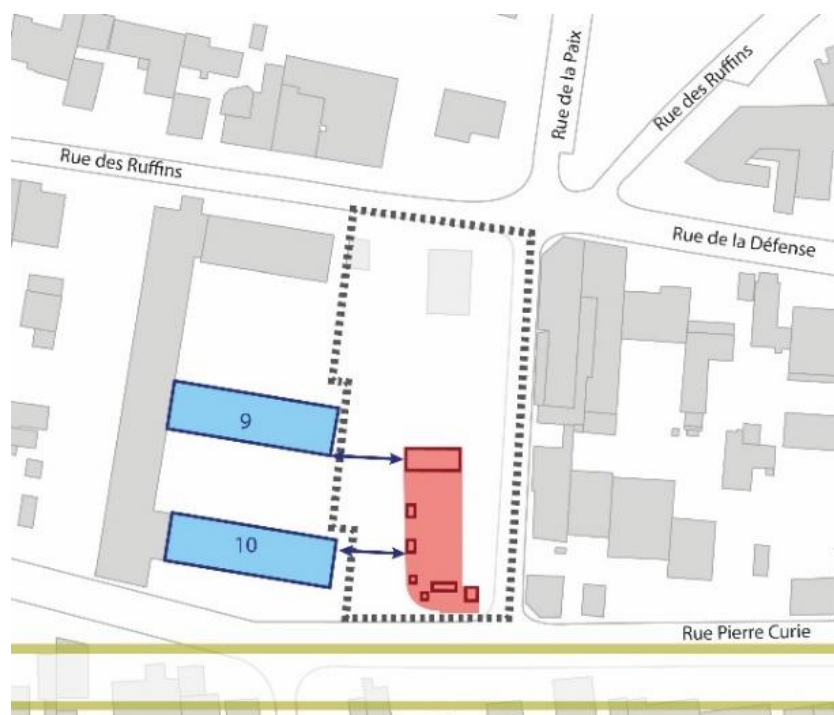 Rue de la Paix
Rue des Ruffins
Rue des Ruffins
Rue de la Défense
9
10
Rue Pierre Curie